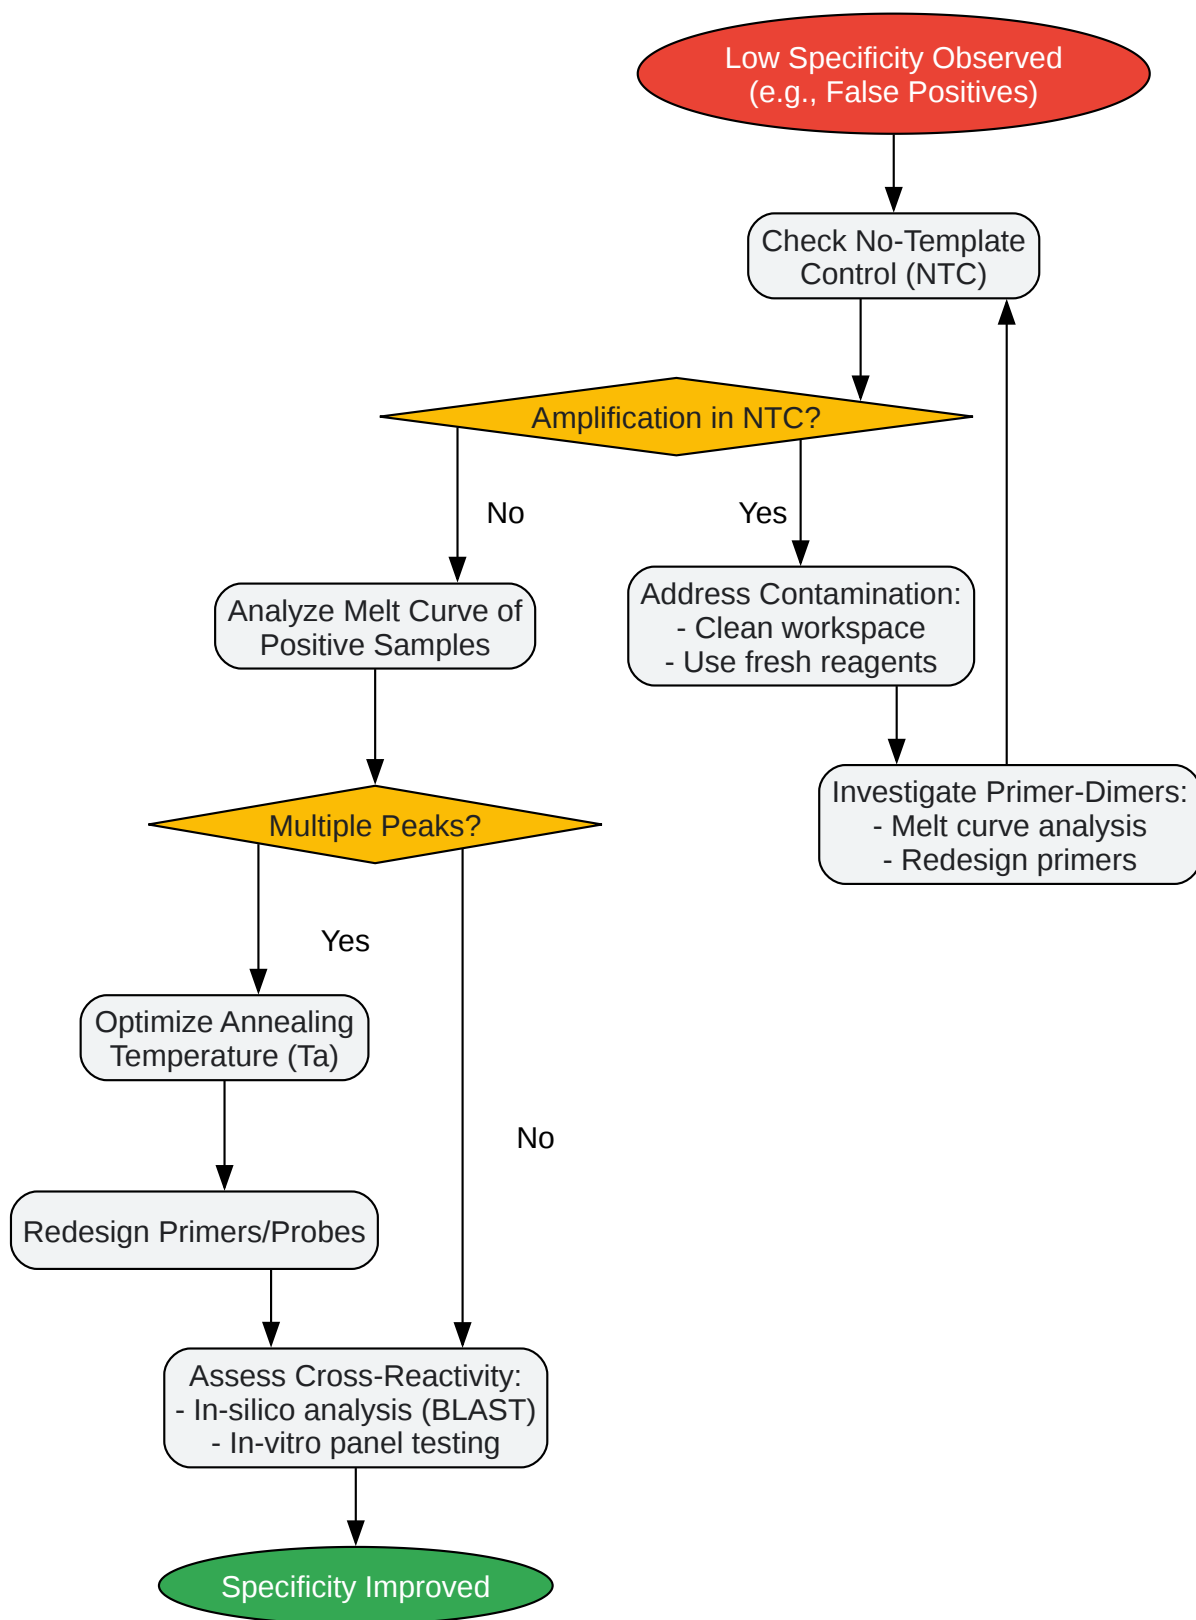 Low Specificity Observed
(e.g., False Positives)
Check No-Template
Control (NTC)
Amplification in NTC?
No
Yes
Analyze Melt Curve of
Positive Samples
Address Contamination:
- Clean workspace
- Use fresh reagents
Investigate Primer-Dimers:
- Melt curve analysis
- Redesign primers
Multiple Peaks?
Yes
No
Optimize Annealing
Temperature (Ta)
Redesign Primers/Probes
Assess Cross-Reactivity:
- In-silico analysis (BLAST)
- In-vitro panel testing
Specificity Improved